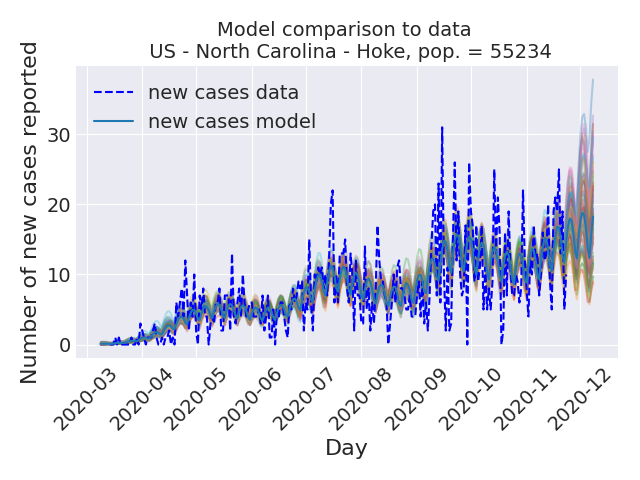 Model comparison to data
US - North Carolina - Hoke, pop. = 55234
Number of new cases reported
new cases data
new cases model
30
20
10
0
2020-03
2020-04
2020-05
2020-06
2020-07
2020-08
2020-09
2020-10
2020-11
2020-12
Day